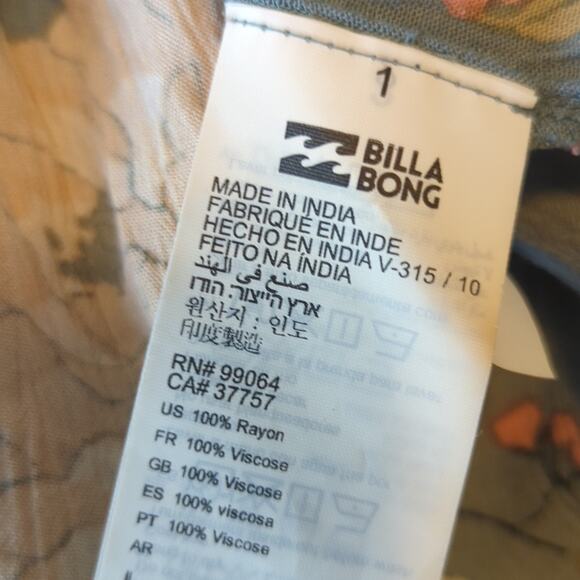 1
BILLA
BONG
MADE IN INDIA
FABRIQUÉ EN INDE
HECHO EN INDIA V-315 / 10
FEITO NA ÍNDIA
صنع في الهند
ארץ הייצור: הודו
원산지 : 인도
印度製造
RN# 99064
CA# 37757
US 100% Rayon
FR 100% Viscose
GB 100% Viscose
ES 100% viscosa
PT 100% Viscose
AR